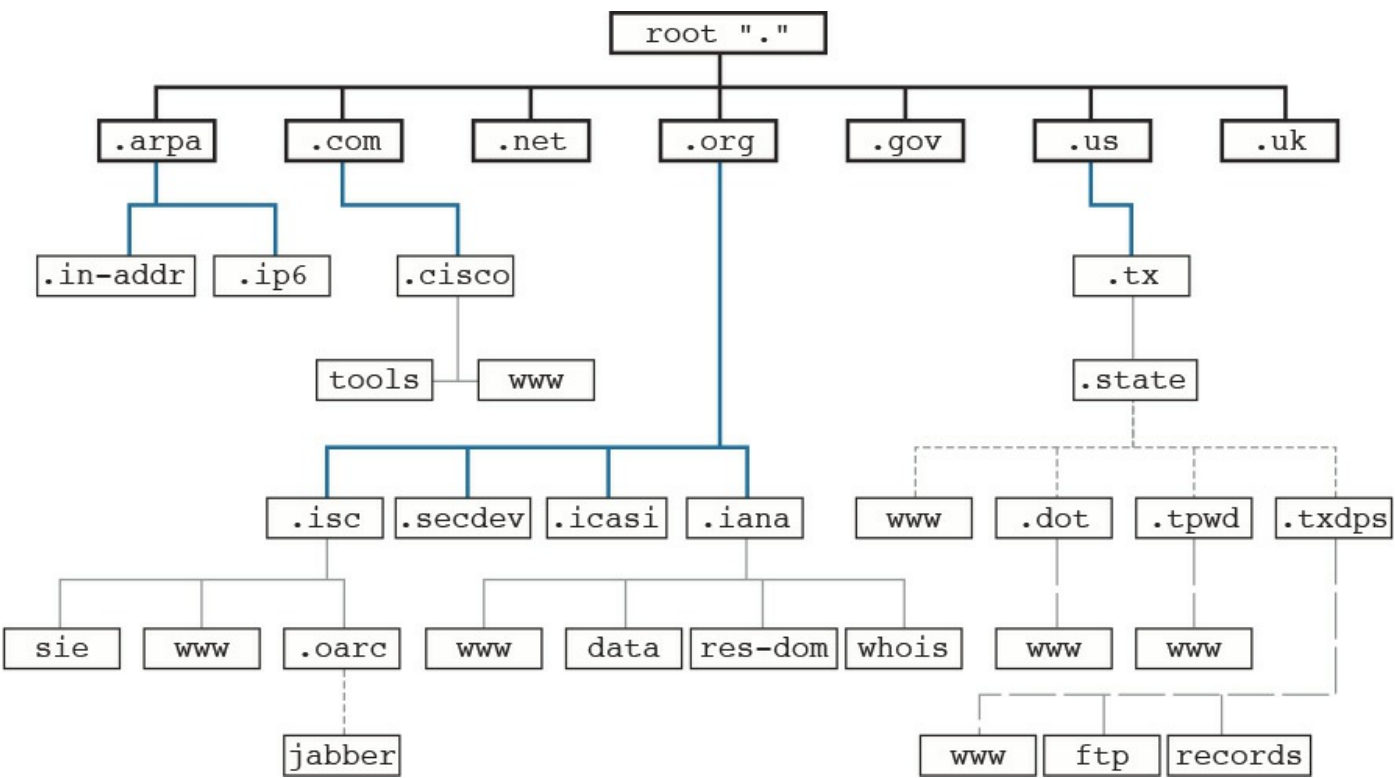 root "."
.arpa
.com
.net
.org
.gov
.us
.uk
.in-addr
.ip6
.cisco
.tx
tools
www
.state
.isc
.secdev
.icasi
.iana
www
.dot
.tpwd
.txdps
sie
www
.oarc
www
data
res-dom
whois
www
www
jabber
www
ftp
records